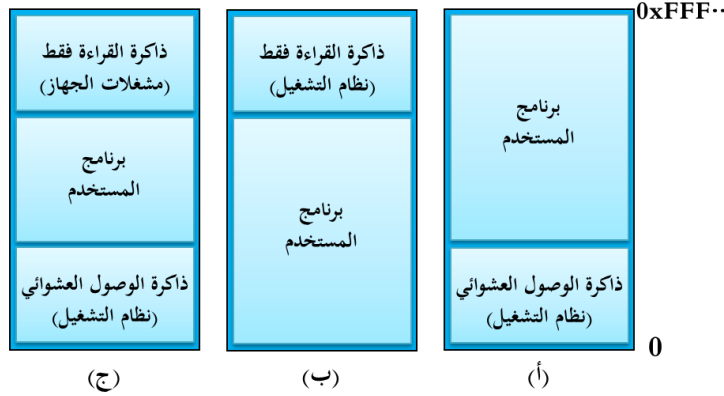 0xFFF..
برنامج
المستخدم
ذاكرة الوصول العشوائي
(نظام التشغيل)
0
(أ)
ذاكرة القراءة فقط
(نظام التشغيل)
برنامج
المستخدم
(ب)
ذاكرة القراءة فقط
(مشغلات الجهاز)
برنامج
المستخدم
ذاكرة الوصول العشوائي
(نظام التشغيل)
(ج)